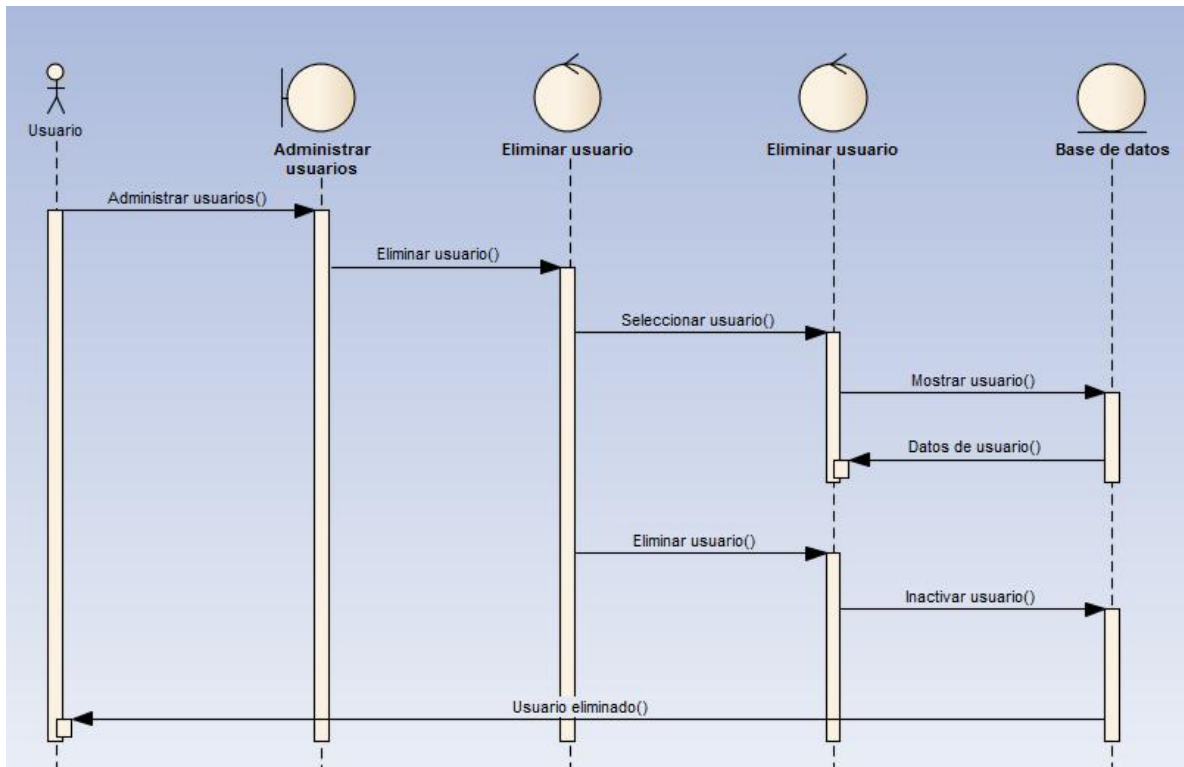 Usuario
Administrar
usuarios
Eliminar usuario
Eliminar usuario
Base de datos
Administrar usuarios()
Eliminar usuario()
Seleccionar usuario()
Mostrar usuario()
Datos de usuario()
Eliminar usuario()
Inactivar usuario()
Usuario eliminado()